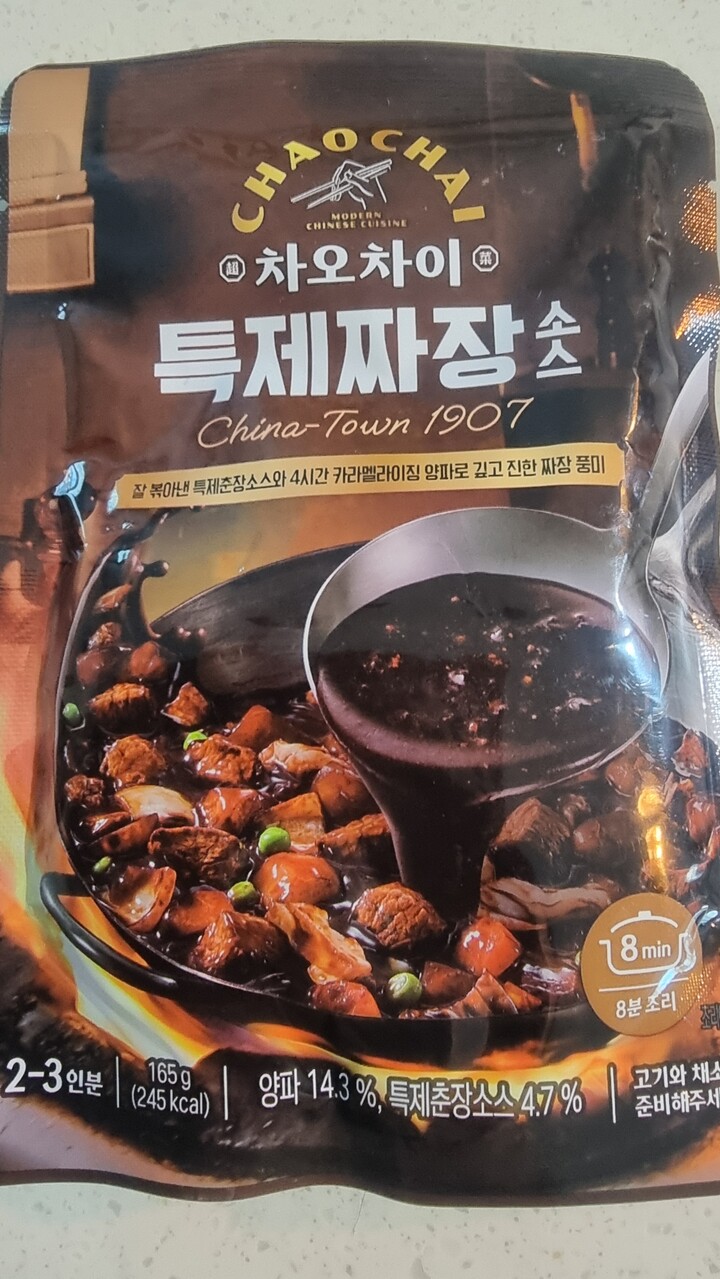 CHAOCHAI
MODERN
CHINESE CUISINE
超 차오차이 菜
특제짜장 소스
China-Town 1907
잘 볶아낸 특제춘장소스와 4시간 카라멜라이징 양파로 깊고 진한 짜장 풍미
8 min
8분 조리
2-3인분
165 g
(245 kcal)
양파 14.3 %, 특제춘장소스 4.7 %
고기와 채소
준비해주세